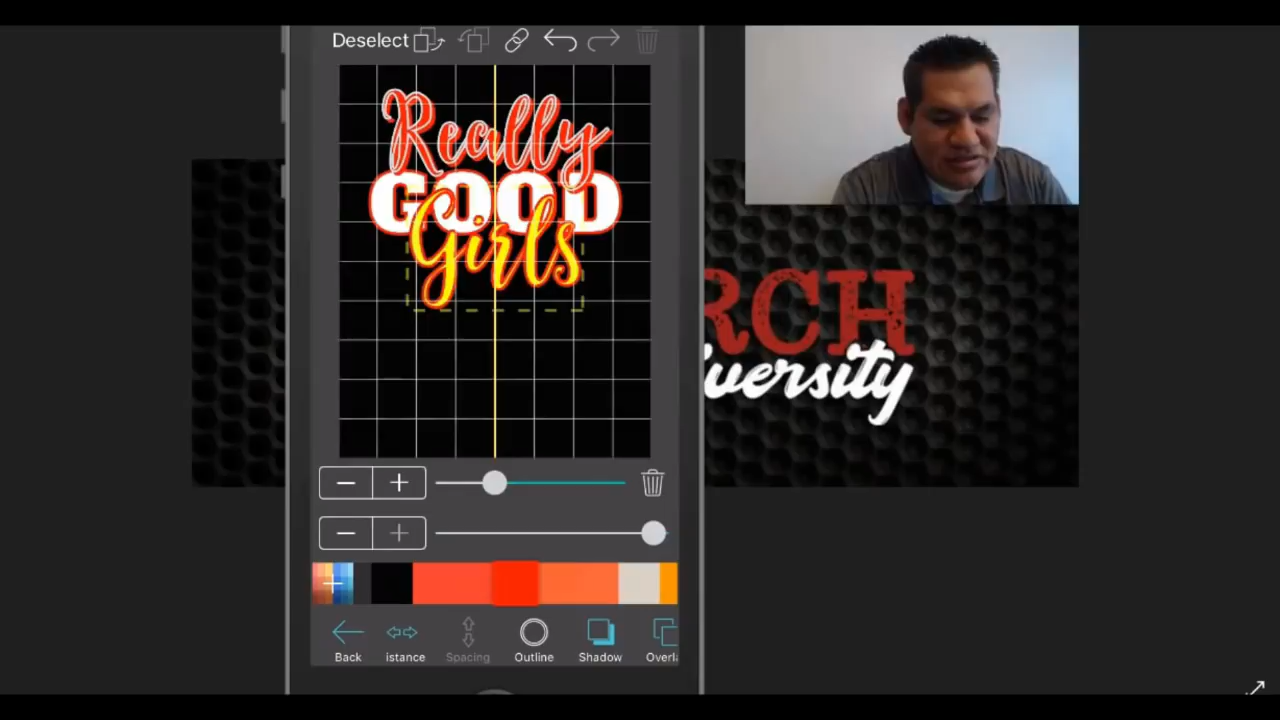 Deselect
Really
GOOD
Girls
RCH
iversity
Back
istance
Spacing
Outline
Shadow
Overl